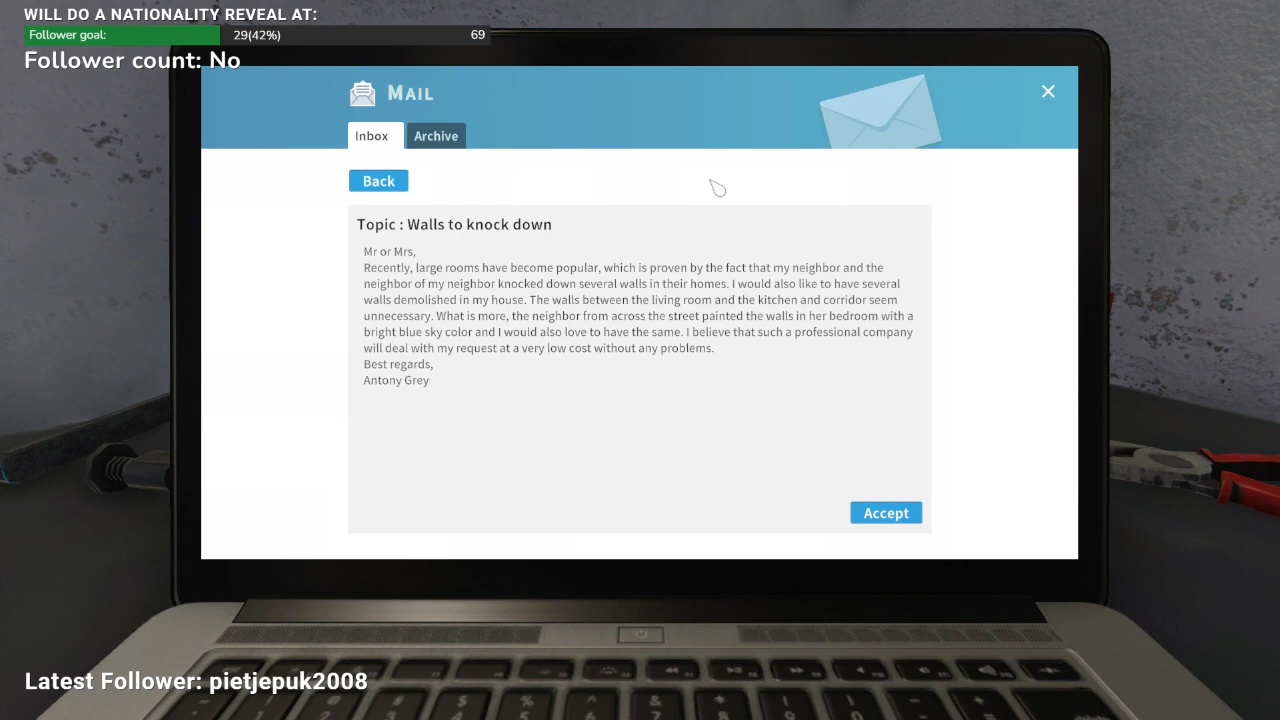 WILL DO A NATIONALITY REVEAL AT:
Follower goal: 29(42%) 69
Follower count: No
MAIL
Inbox Archive
Back
Topic : Walls to knock down
Mr or Mrs,
Recently, large rooms have become popular, which is proven by the fact that my neighbor and the
neighbor of my neighbor knocked down several walls in their homes. I would also like to have several
walls demolished in my house. The walls between the living room and the kitchen and corridor seem
unnecessary. What is more, the neighbor from across the street painted the walls in her bedroom with a
bright blue sky color and I would also love to have the same. I believe that such a professional company
will deal with my request at a very low cost without any problems.
Best regards,
Antony Grey
Accept
Latest Follower: pietjepuk2008